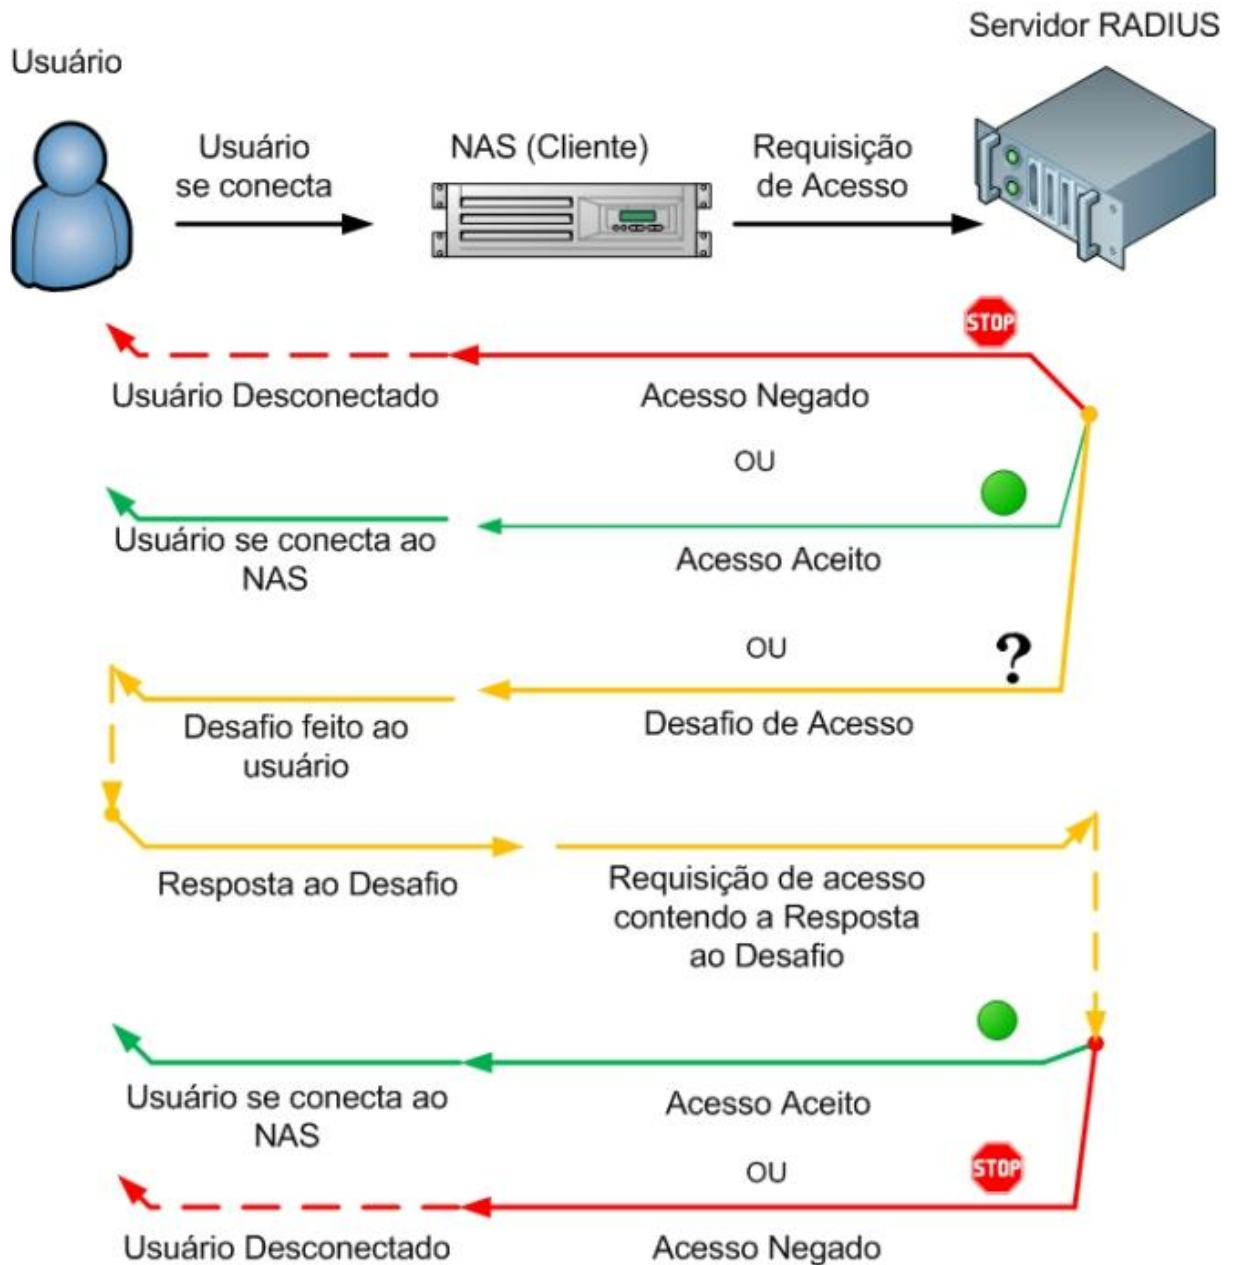 Servidor RADIUS
Usuário
Usuário
se conecta
NAS (Cliente)
Requisição
de Acesso
STOP
Usuário Desconectado
Acesso Negado
OU
Usuário se conecta ao
NAS
Acesso Aceito
OU
?
Desafio feito ao
usuário
Desafio de Acesso
Resposta ao Desafio
Requisição de acesso
contendo a Resposta
ao Desafio
Usuário se conecta ao
NAS
Acesso Aceito
OU
STOP
Usuário Desconectado
Acesso Negado